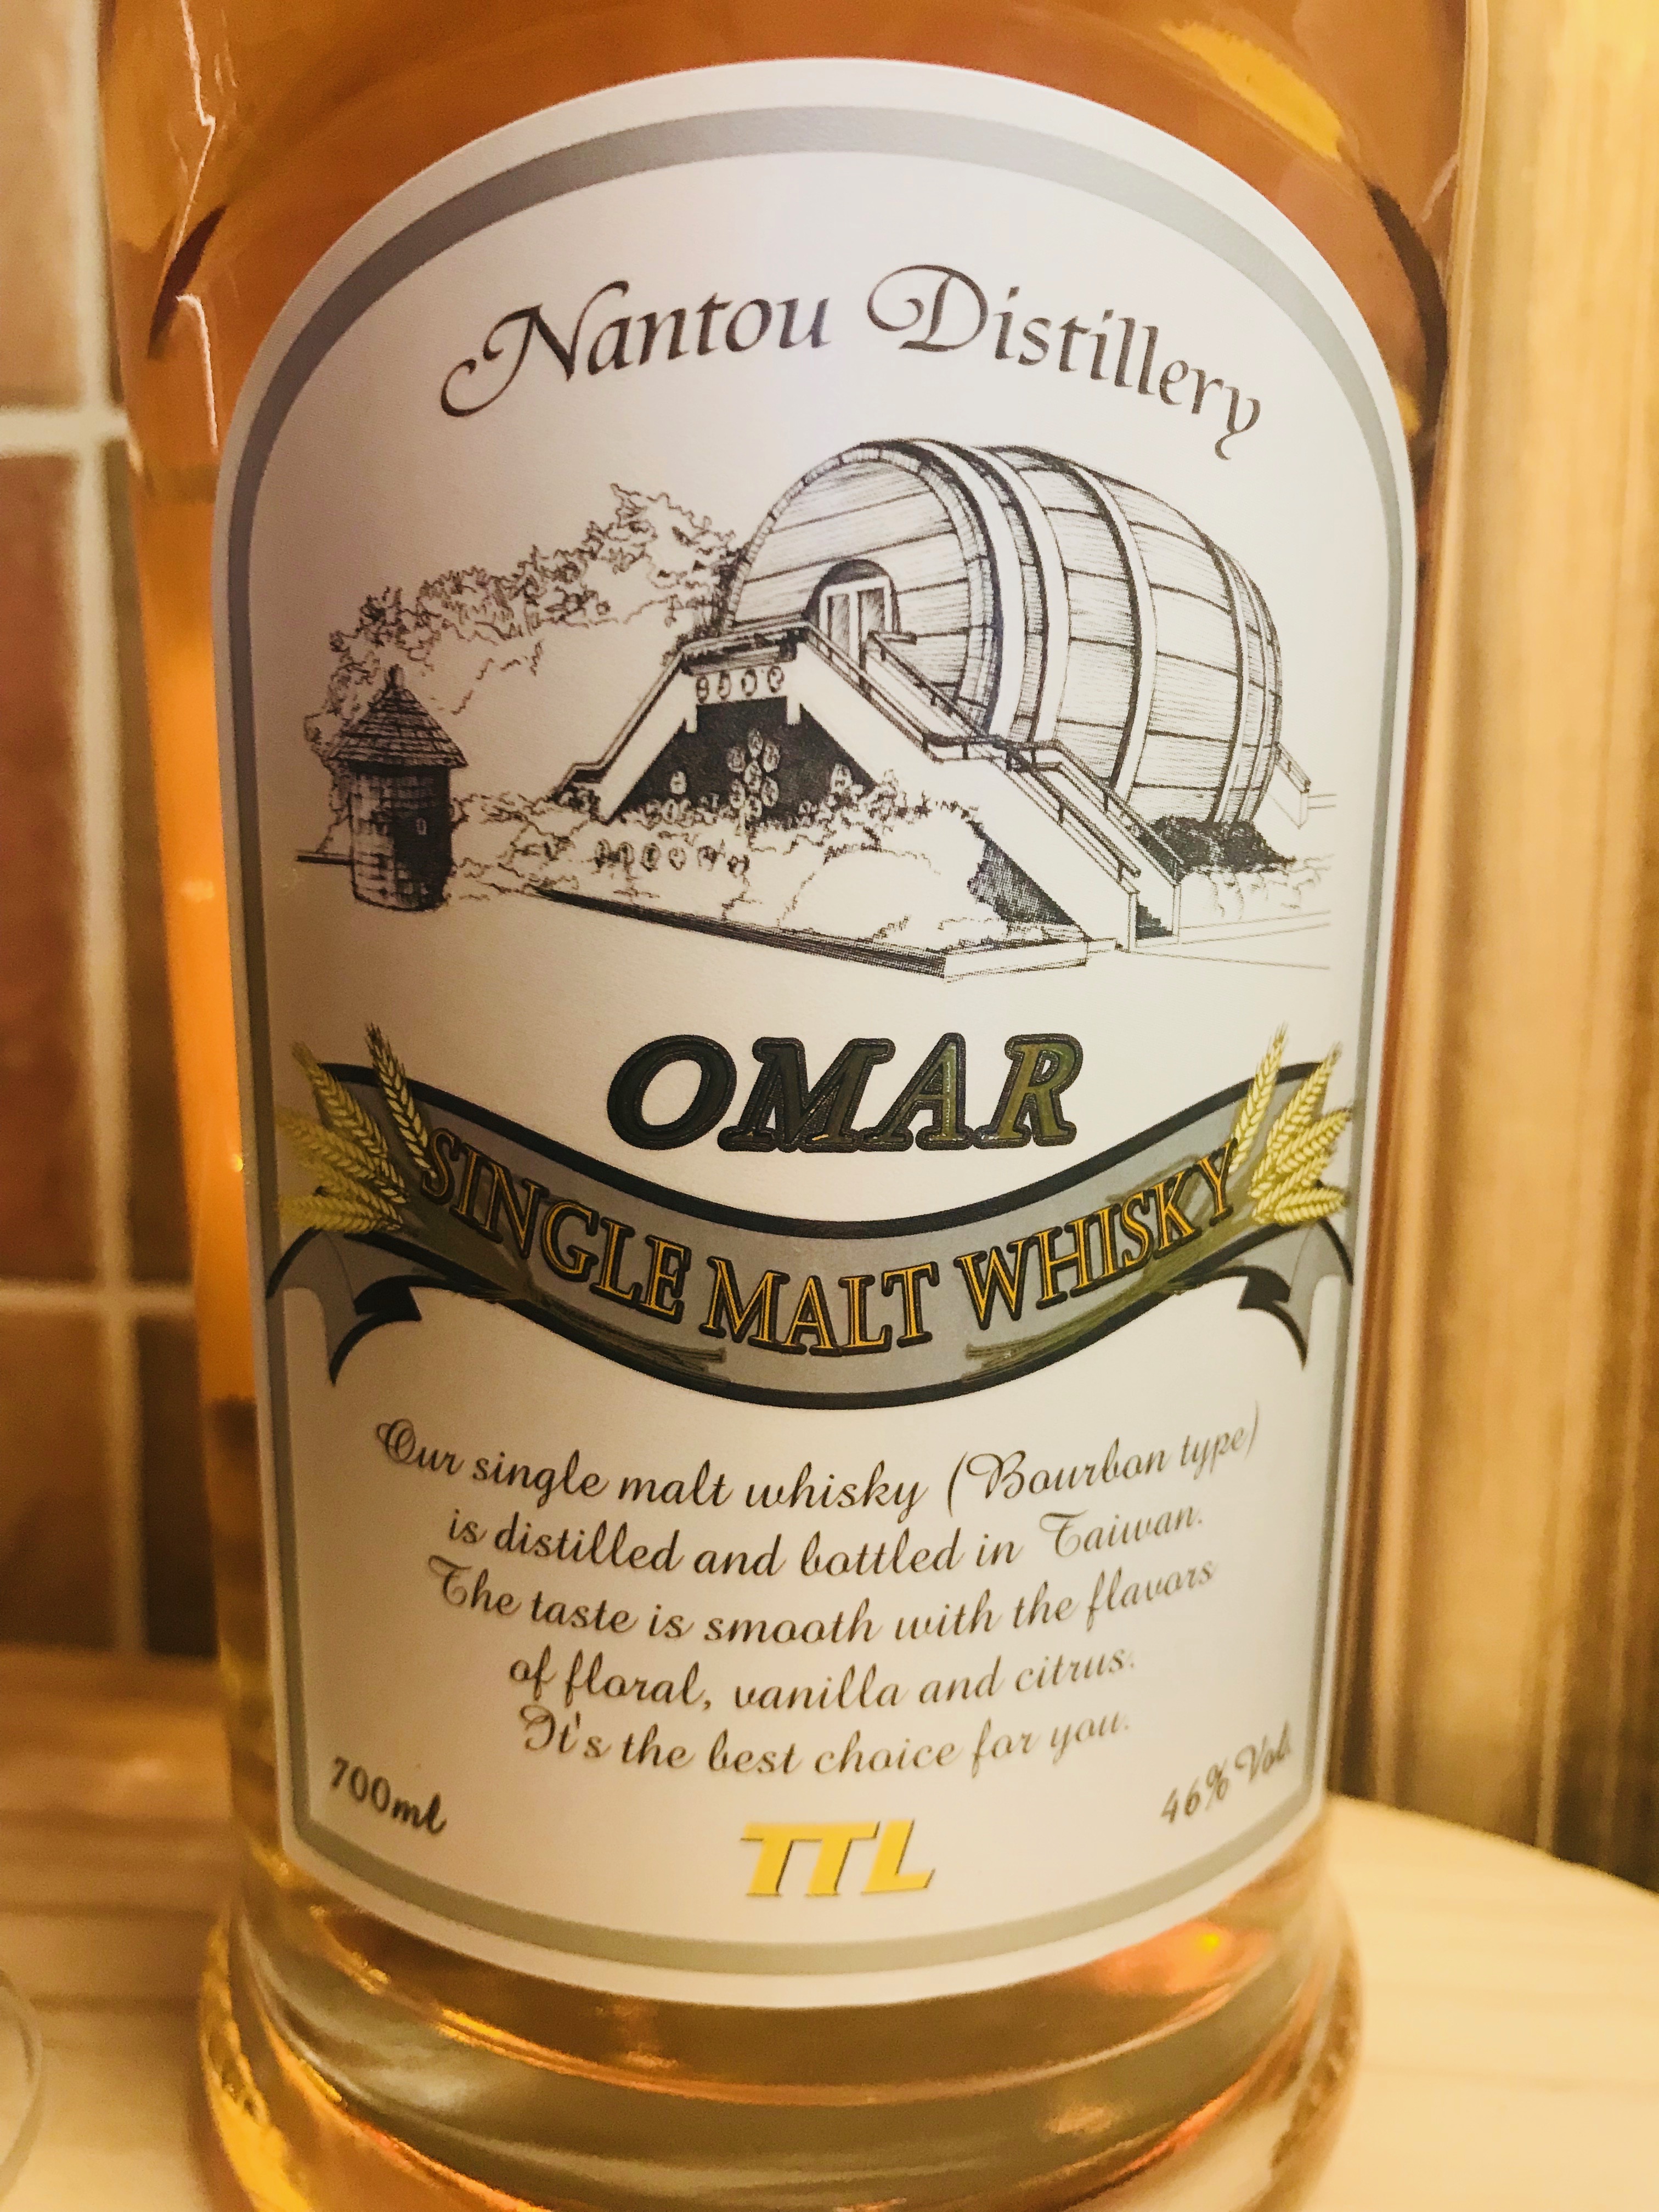 Nantou Distillery
OMAR
SINGLE MALT WHISKY
Our single malt whisky (Bourbon type)
is distilled and bottled in Taiwan.
The taste is smooth with the flavors
of floral, vanilla and citrus.
It's the best choice for you.
700ml
46% Vol.
TTL